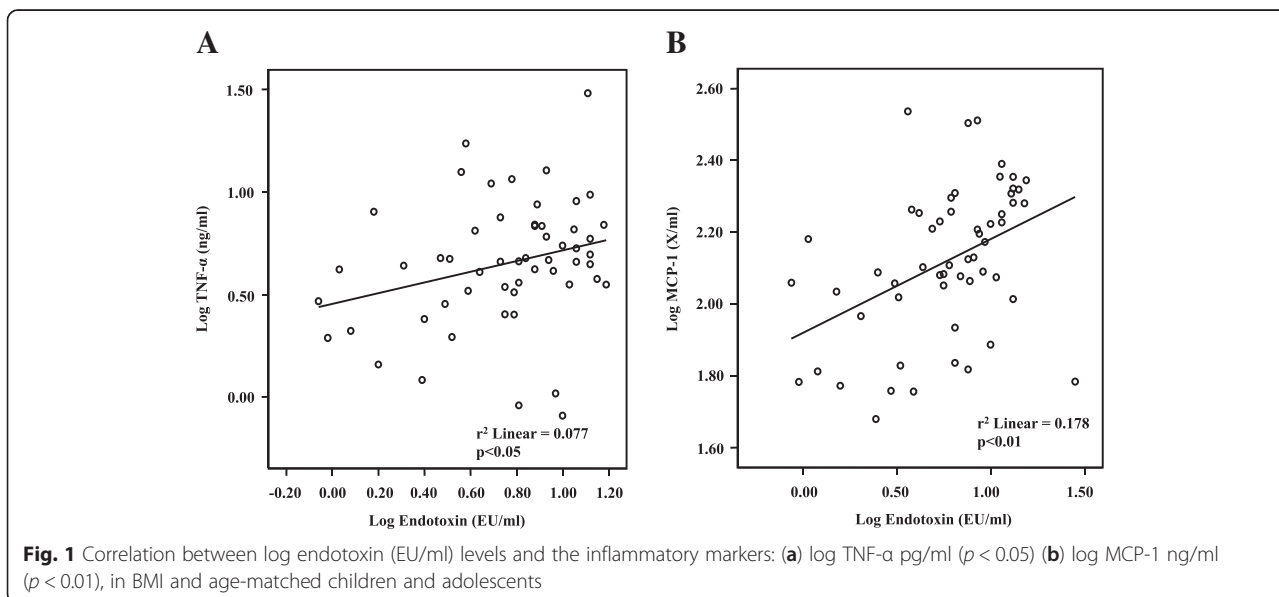 A
1.50
1.00
0.50
0.00
Log TNF-α (ng/ml)
r² Linear = 0.077
p<0.05
-0.20 0.00 0.20 0.40 0.60 0.80 1.00 1.20
Log Endotoxin (EU/ml)
B
2.60
2.40
2.20
2.00
1.80
1.60
Log MCP-1 (X/ml)
r² Linear = 0.178
p<0.01
0.00 0.50 1.00 1.50
Log Endotoxin (EU/ml)
Fig. 1 Correlation between log endotoxin (EU/ml) levels and the inflammatory markers: (a) log TNF-α pg/ml (p < 0.05) (b) log MCP-1 ng/ml
(p < 0.01), in BMI and age-matched children and adolescents